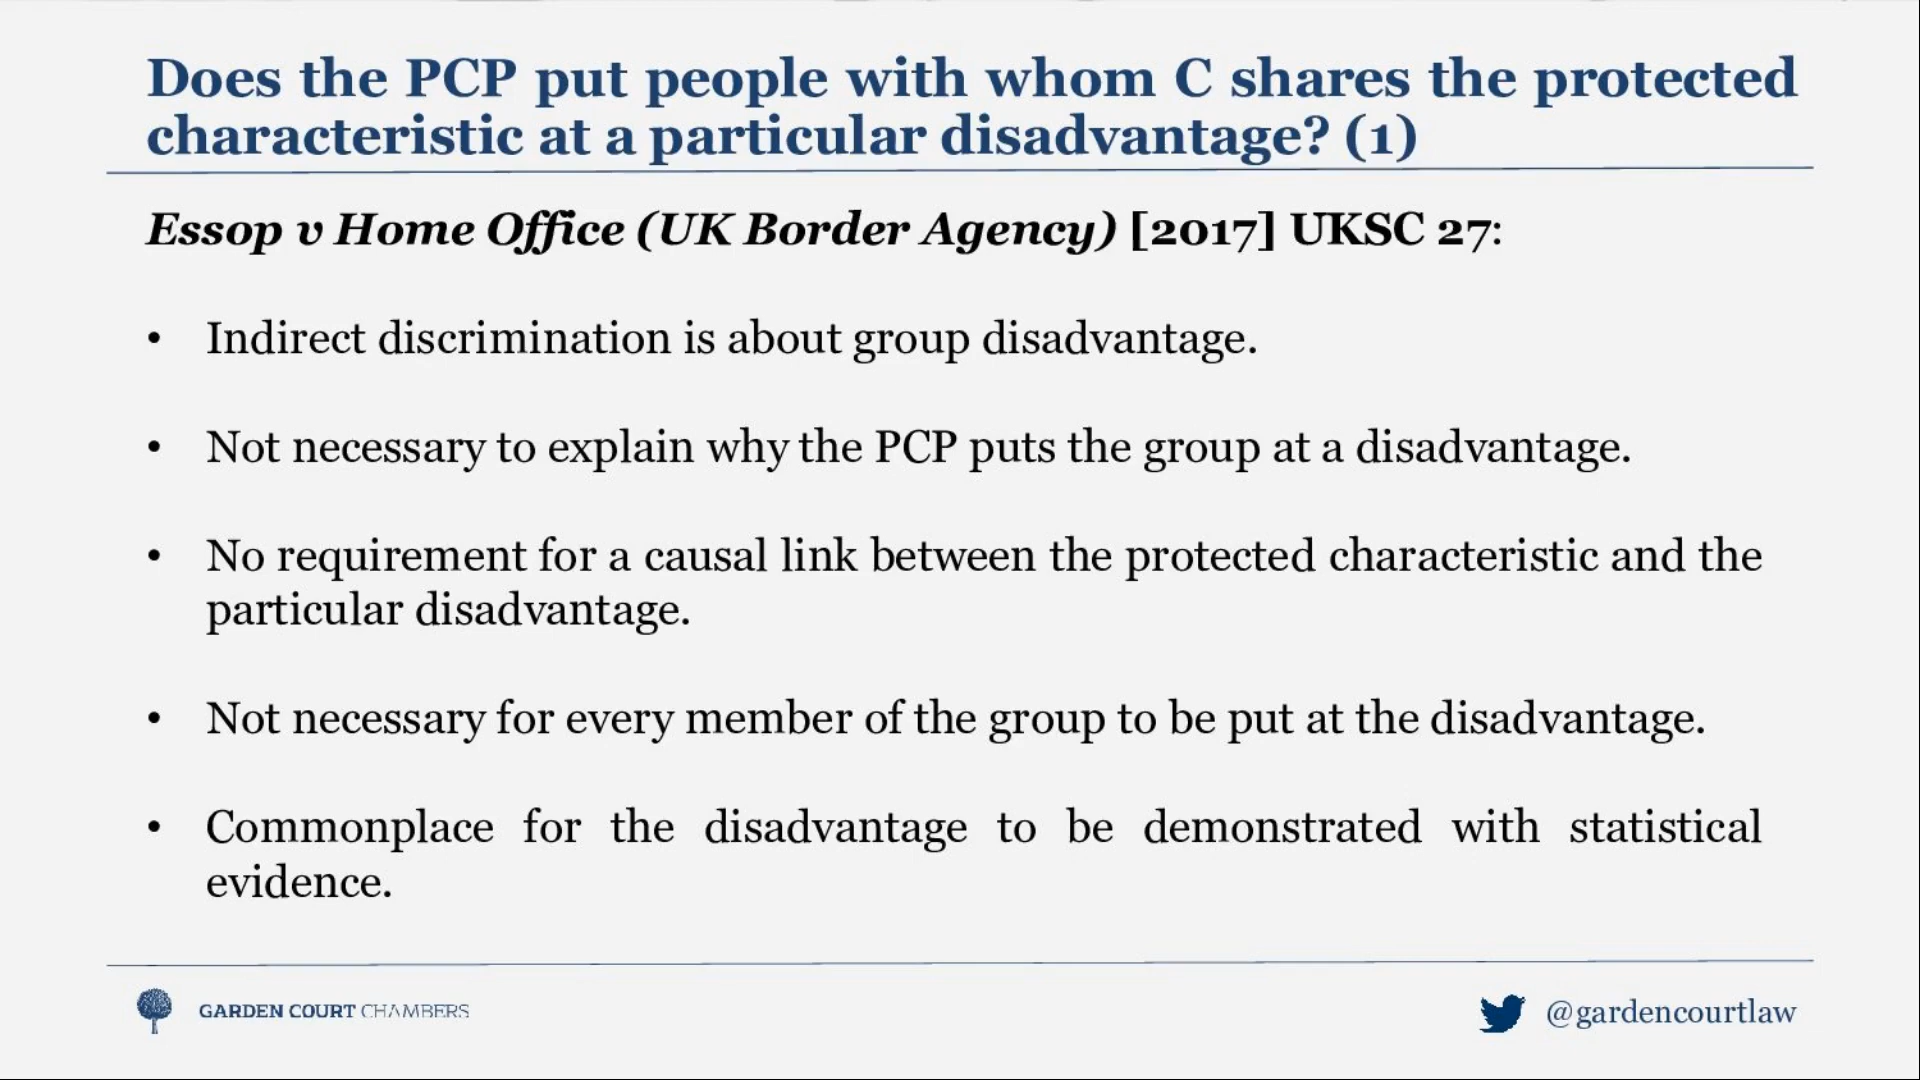 Does the PCP put people with whom C shares the protected
characteristic at a particular disadvantage? (1)
Essop v Home Office (UK Border Agency) [2017] UKSC 27:
• Indirect discrimination is about group disadvantage.
• Not necessary to explain why the PCP puts the group at a disadvantage.
• No requirement for a causal link between the protected characteristic and the
particular disadvantage.
• Not necessary for every member of the group to be put at the disadvantage.
• Commonplace for the disadvantage to be demonstrated with statistical
evidence.
GARDEN COURT CHAMBERS
@gardencourtlaw